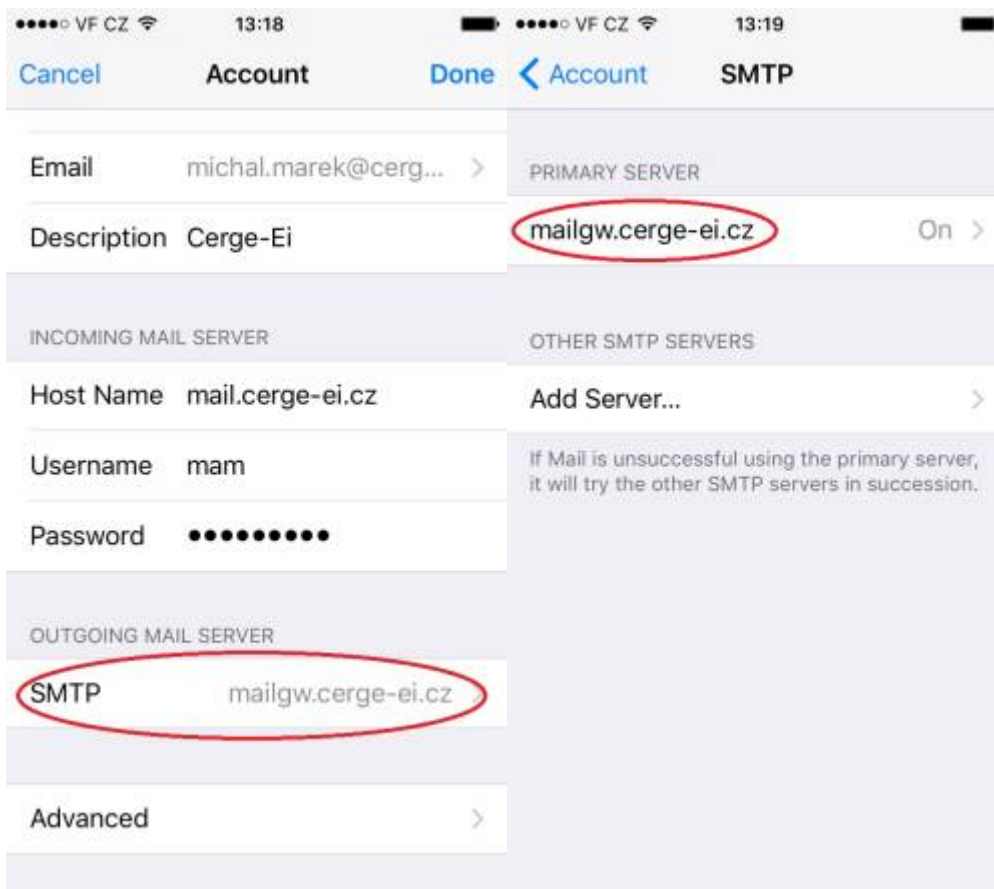 VF CZ 13:18
Cancel Account Done
Email michal.marek@cerg...
Description Cerge-Ei
INCOMING MAIL SERVER
Host Name mail.cerge-ei.cz
Username mam
Password ●●●●●●●●●
OUTGOING MAIL SERVER
SMTP mailgw.cerge-ei.cz
Advanced
VF CZ 13:19
Account SMTP
PRIMARY SERVER
mailgw.cerge-ei.cz On
OTHER SMTP SERVERS
Add Server...
If Mail is unsuccessful using the primary server,
it will try the other SMTP servers in succession.